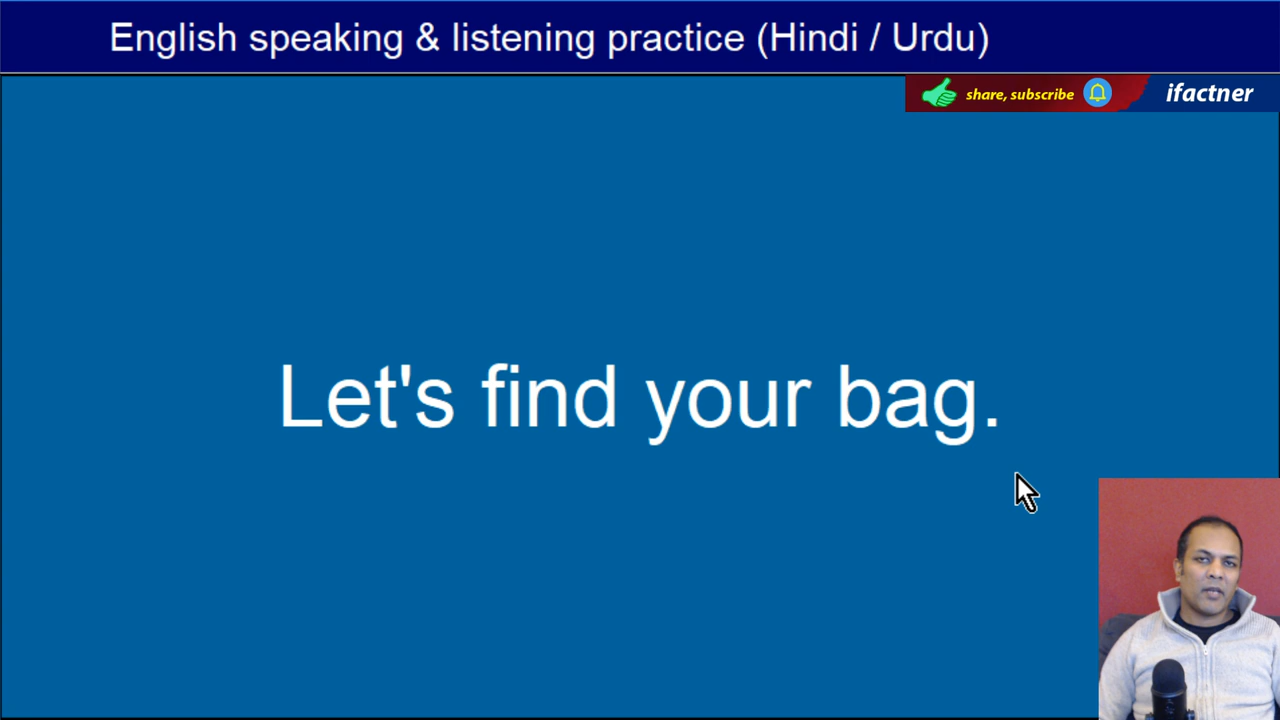 English speaking & listening practice (Hindi / Urdu)
share, subscribe
ifactner
Let's find your bag.